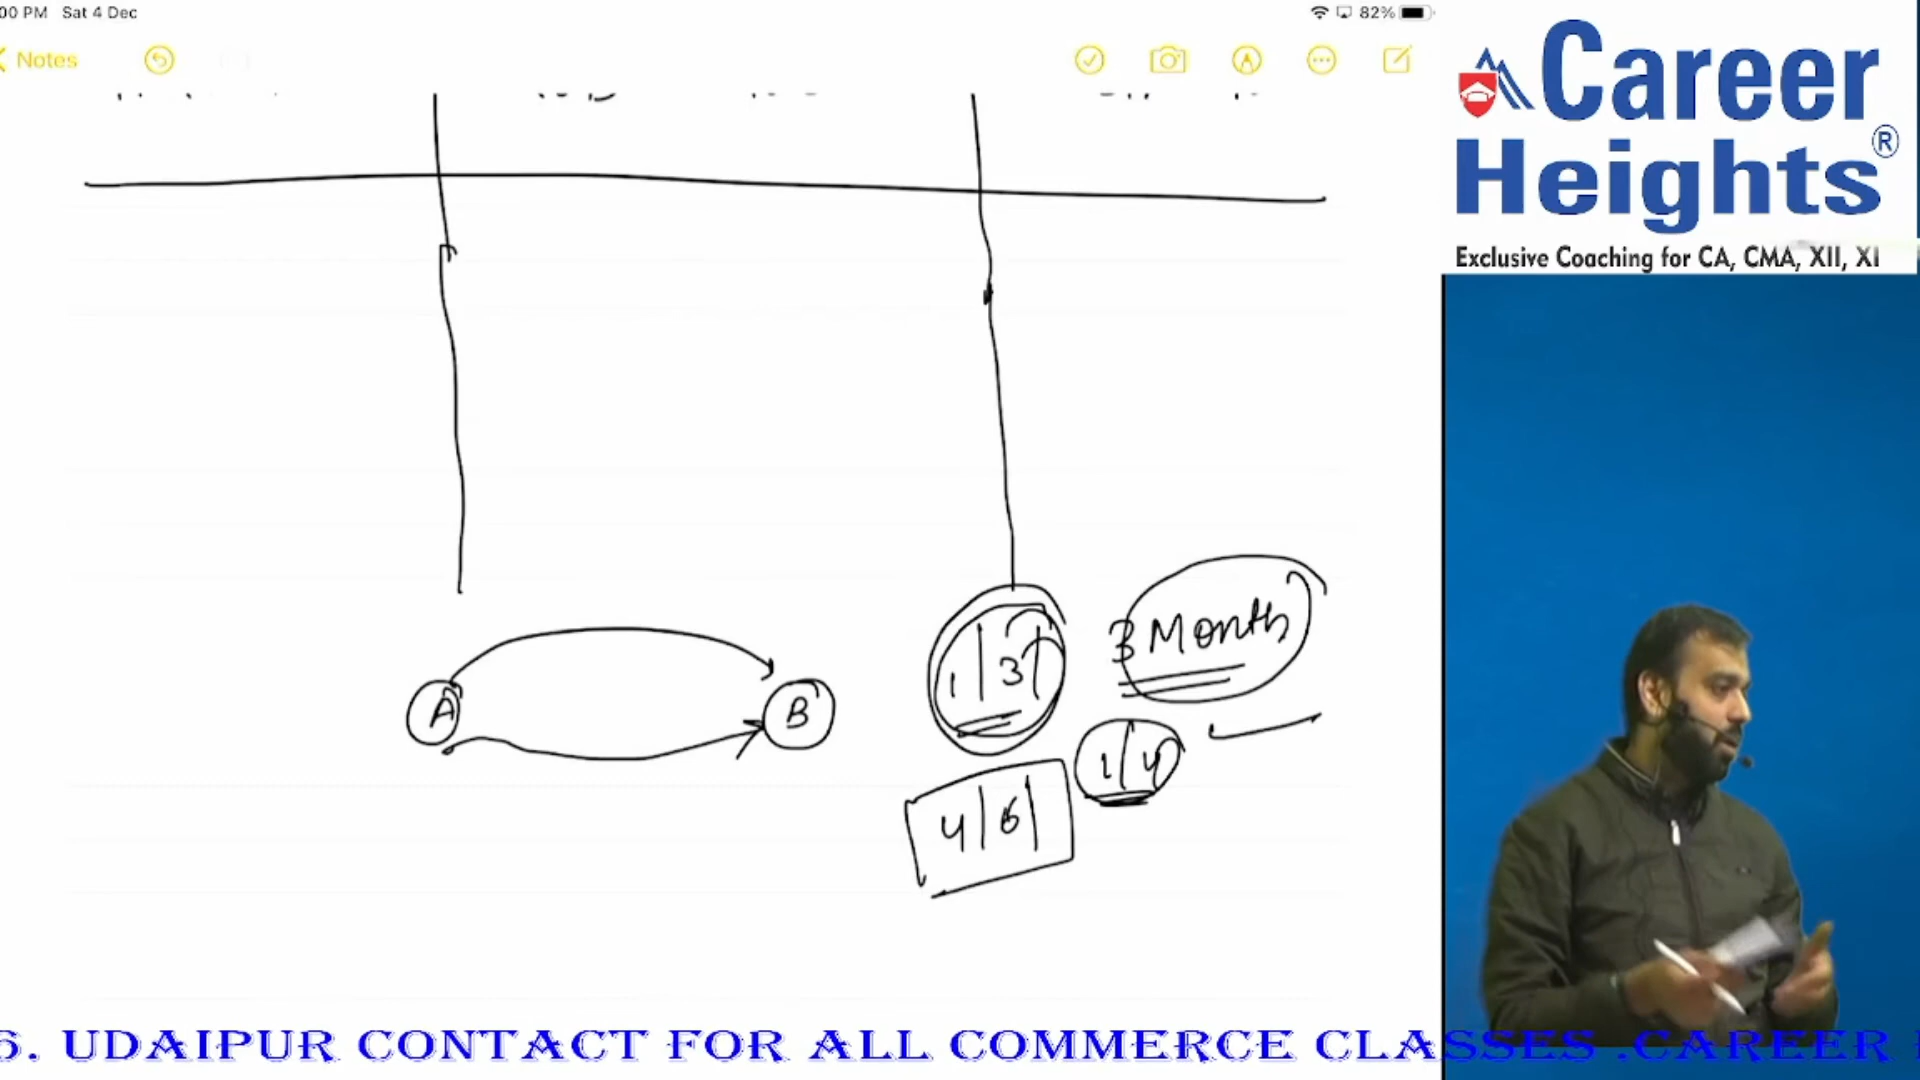 00 PM Sat 4 Dec
82%
Notes
Career
Heights®
Exclusive Coaching for CA, CMA, XII, XI
1|3|
3 Month
A
B
1|4
4|6|
6. UDAIPUR CONTACT FOR ALL COMMERCE CLASSES .CAREER